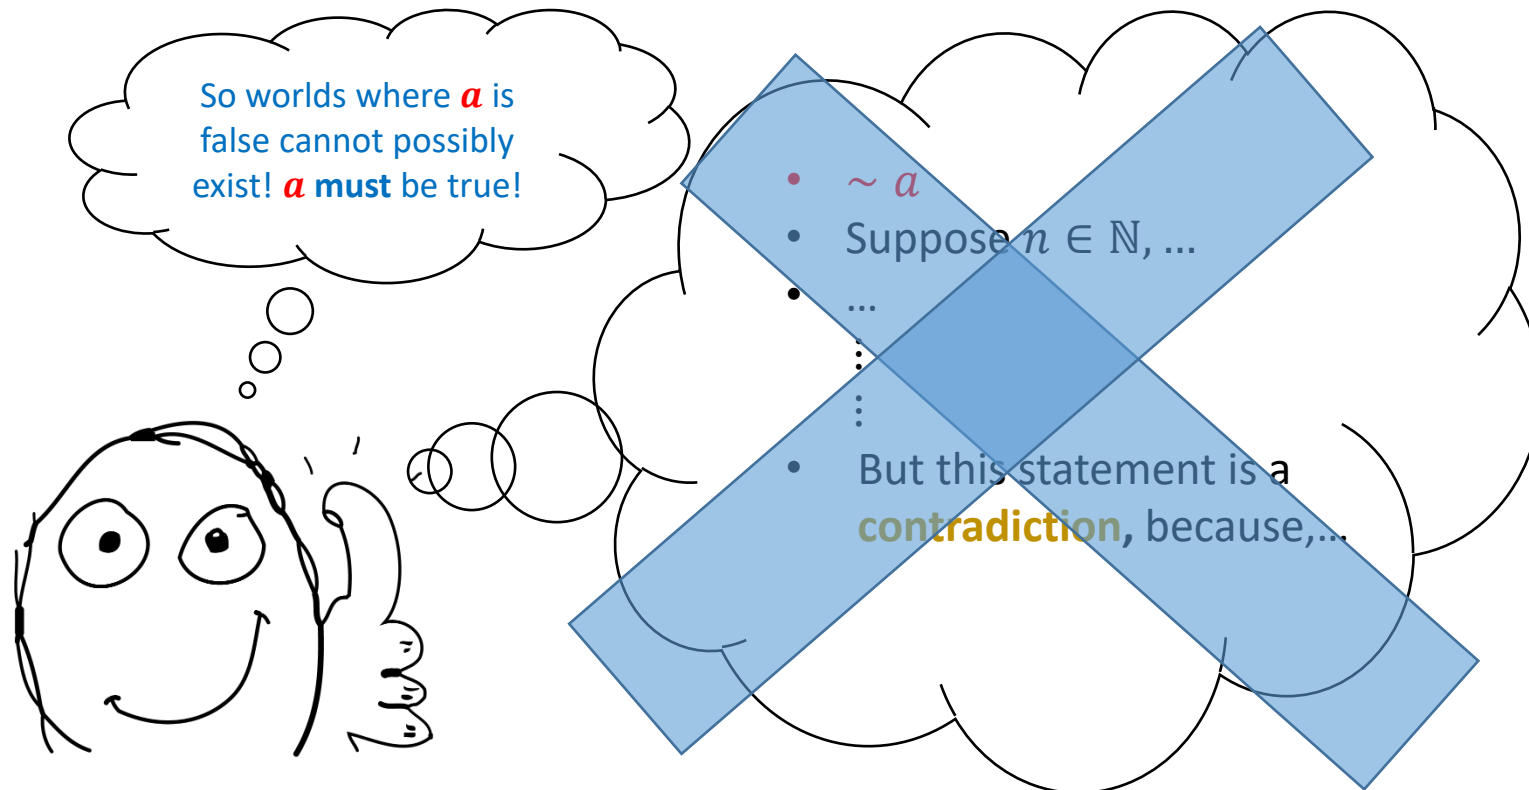 So worlds where a is
false cannot possibly
exist! a must be true!
• ~ a
• Suppose n ∈ ℕ, ...
• ...
⋮
⋮
• But this statement is a
contradiction, because,...